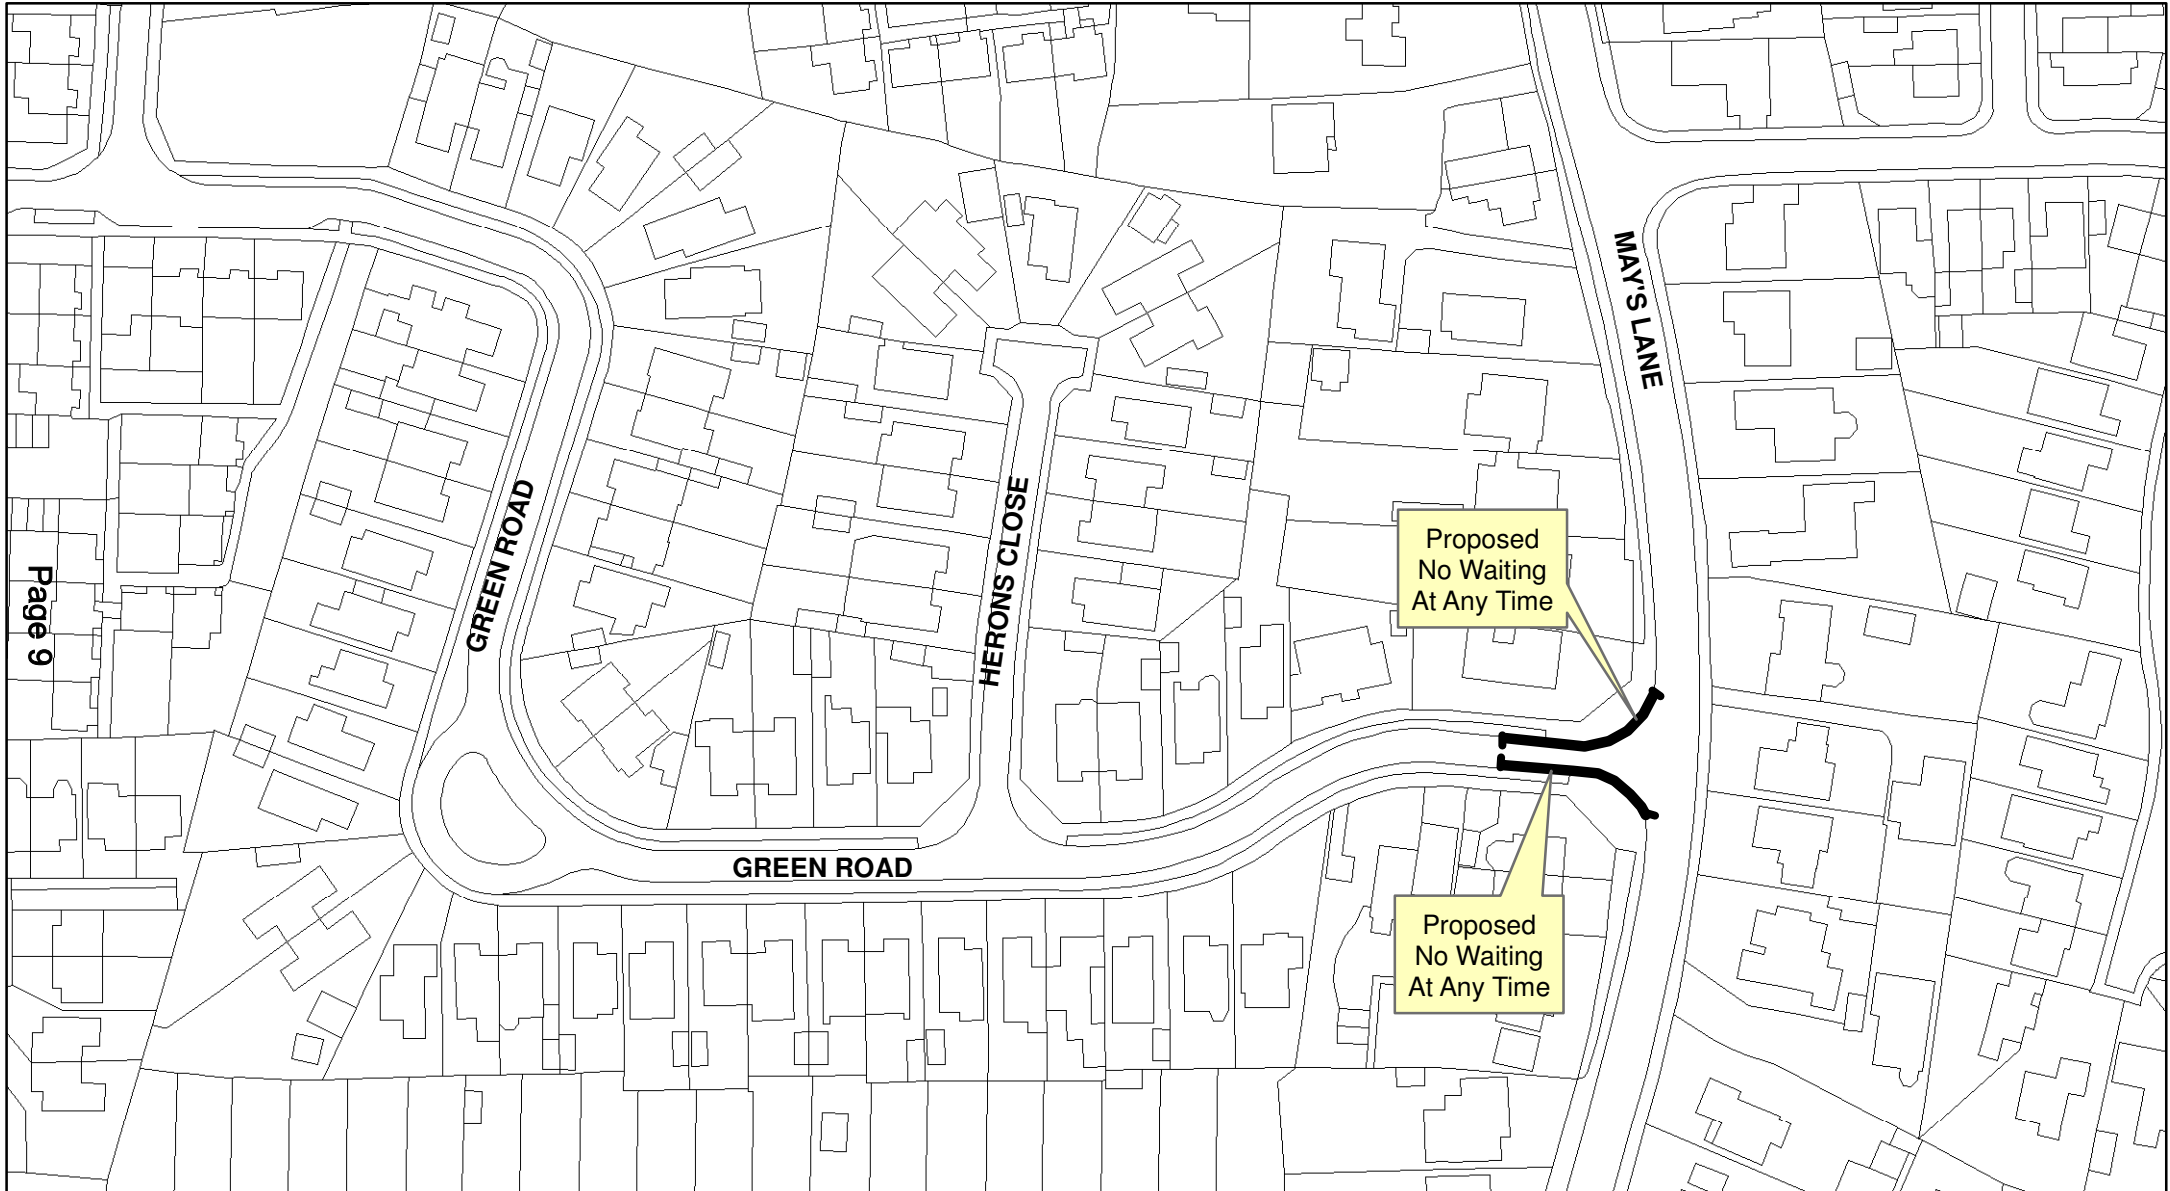 MAY'S LANE
GREEN ROAD
HERONS CLOSE
Proposed
No Waiting
At Any Time
Page 9
GREEN ROAD
Proposed
No Waiting
At Any Time